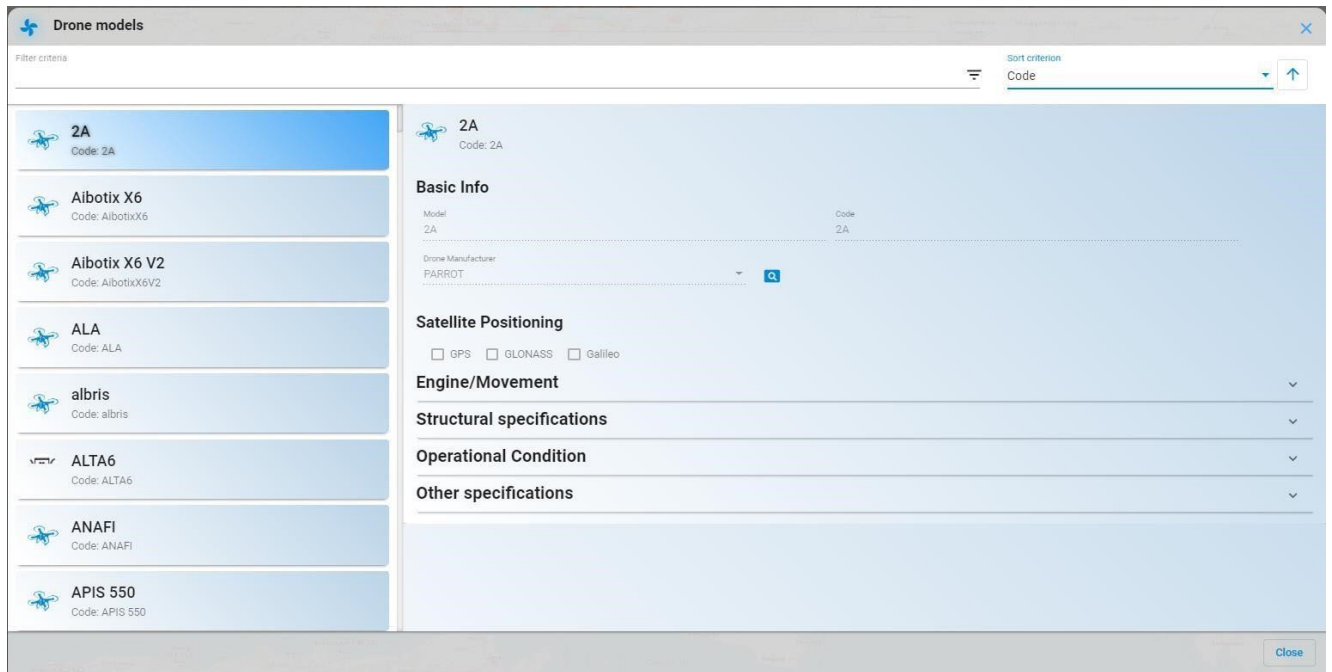 Drone models
Filter criteria
Sort criterion
Code
2A
Code: 2A
Aibotix X6
Code: AibotixX6
Aibotix X6 V2
Code: AibotixX6V2
ALA
Code: ALA
albris
Code: albris
ALTA6
Code: ALTA6
ANAFI
Code: ANAFI
APIS 550
Code: APIS 550
2A
Code: 2A
Basic Info
Model
2A
Code
2A
Drone Manufacturer
PARROT
Satellite Positioning
GPS GLONASS Galileo
Engine/Movement
Structural specifications
Operational Condition
Other specifications
Close